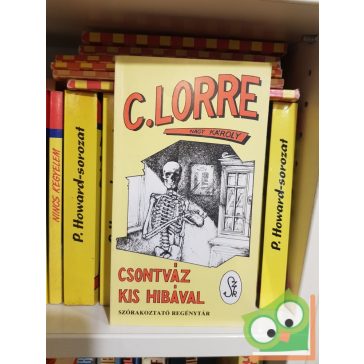 C. LORRE
NAGY KÁROLY
CSONTVÁZ
KIS HIBÁVAL
SZÓRAKOZTATÓ REGÉNYTÁR
NINCS KEGYELEM
P. Howard-sorozat
P. Howard-sorozat